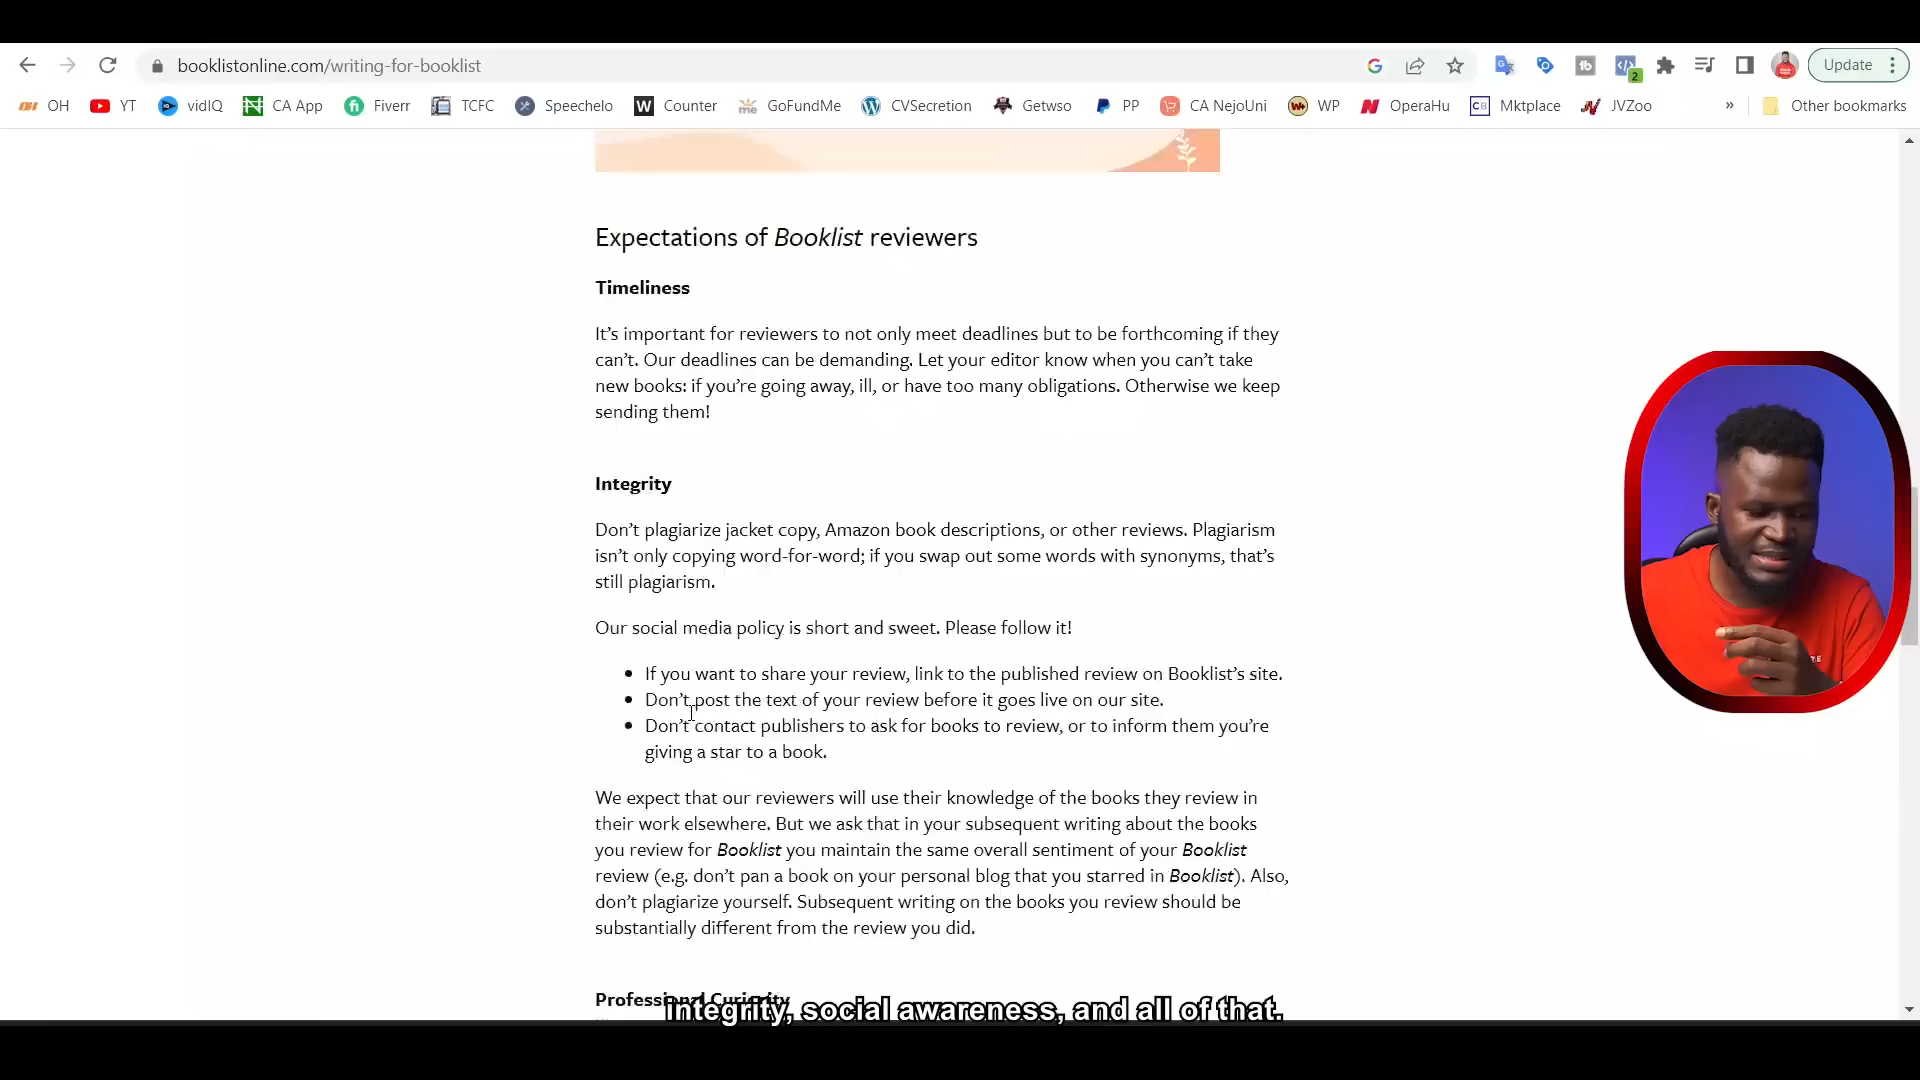 booklistonline.com/writing-for-booklist
Update
OH YT vidIQ CA App Fiverr TCFC Speechelo Counter GoFundMe CVSecretion Getwso PP CA NejoUni WP OperaHu Mktplace JVZoo » Other bookmarks
Expectations of Booklist reviewers
Timeliness
It's important for reviewers to not only meet deadlines but to be forthcoming if they
can't. Our deadlines can be demanding. Let your editor know when you can't take
new books: if you're going away, ill, or have too many obligations. Otherwise we keep
sending them!
Integrity
Don't plagiarize jacket copy, Amazon book descriptions, or other reviews. Plagiarism
isn't only copying word-for-word; if you swap out some words with synonyms, that's
still plagiarism.
Our social media policy is short and sweet. Please follow it!
• If you want to share your review, link to the published review on Booklist's site.
• Don't post the text of your review before it goes live on our site.
• Don't contact publishers to ask for books to review, or to inform them you're
giving a star to a book.
We expect that our reviewers will use their knowledge of the books they review in
their work elsewhere. But we ask that in your subsequent writing about the books
you review for Booklist you maintain the same overall sentiment of your Booklist
review (e.g. don't pan a book on your personal blog that you starred in Booklist). Also,
don't plagiarize yourself. Subsequent writing on the books you review should be
substantially different from the review you did.
Professional Curiosity
integrity, social awareness, and all of that.